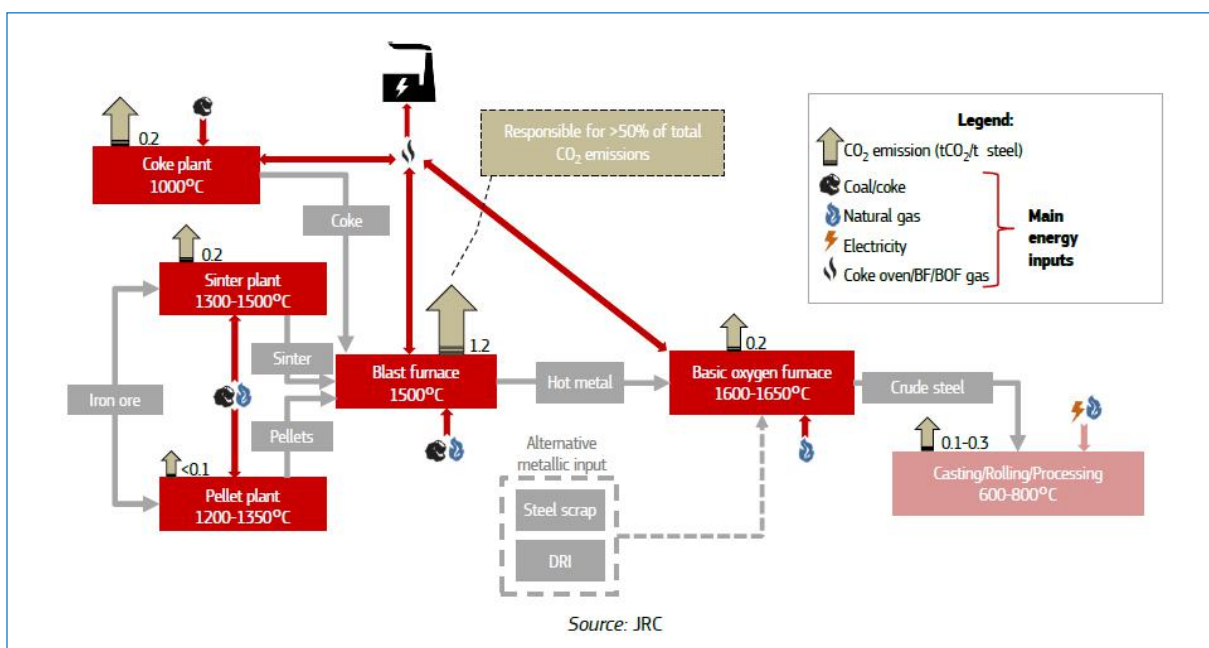 0.2
Coke plant
1000°C
Responsible for >50% of total
CO₂ emissions
Legend:
CO₂ emission (tCO₂/t steel)
Coal/coke
Natural gas
Electricity
Coke oven/BF/BOF gas
Main
energy
inputs
Coke
0.2
Sinter plant
1300-1500°C
Sinter
Iron ore
Pellets
<0.1
Pellet plant
1200-1350°C
1.2
Blast furnace
1500°C
Hot metal
0.2
Basic oxygen furnace
1600-1650°C
Crude steel
Alternative
metallic input
Steel scrap
DRI
0.1-0.3
Casting/Rolling/Processing
600-800°C
Source: JRC